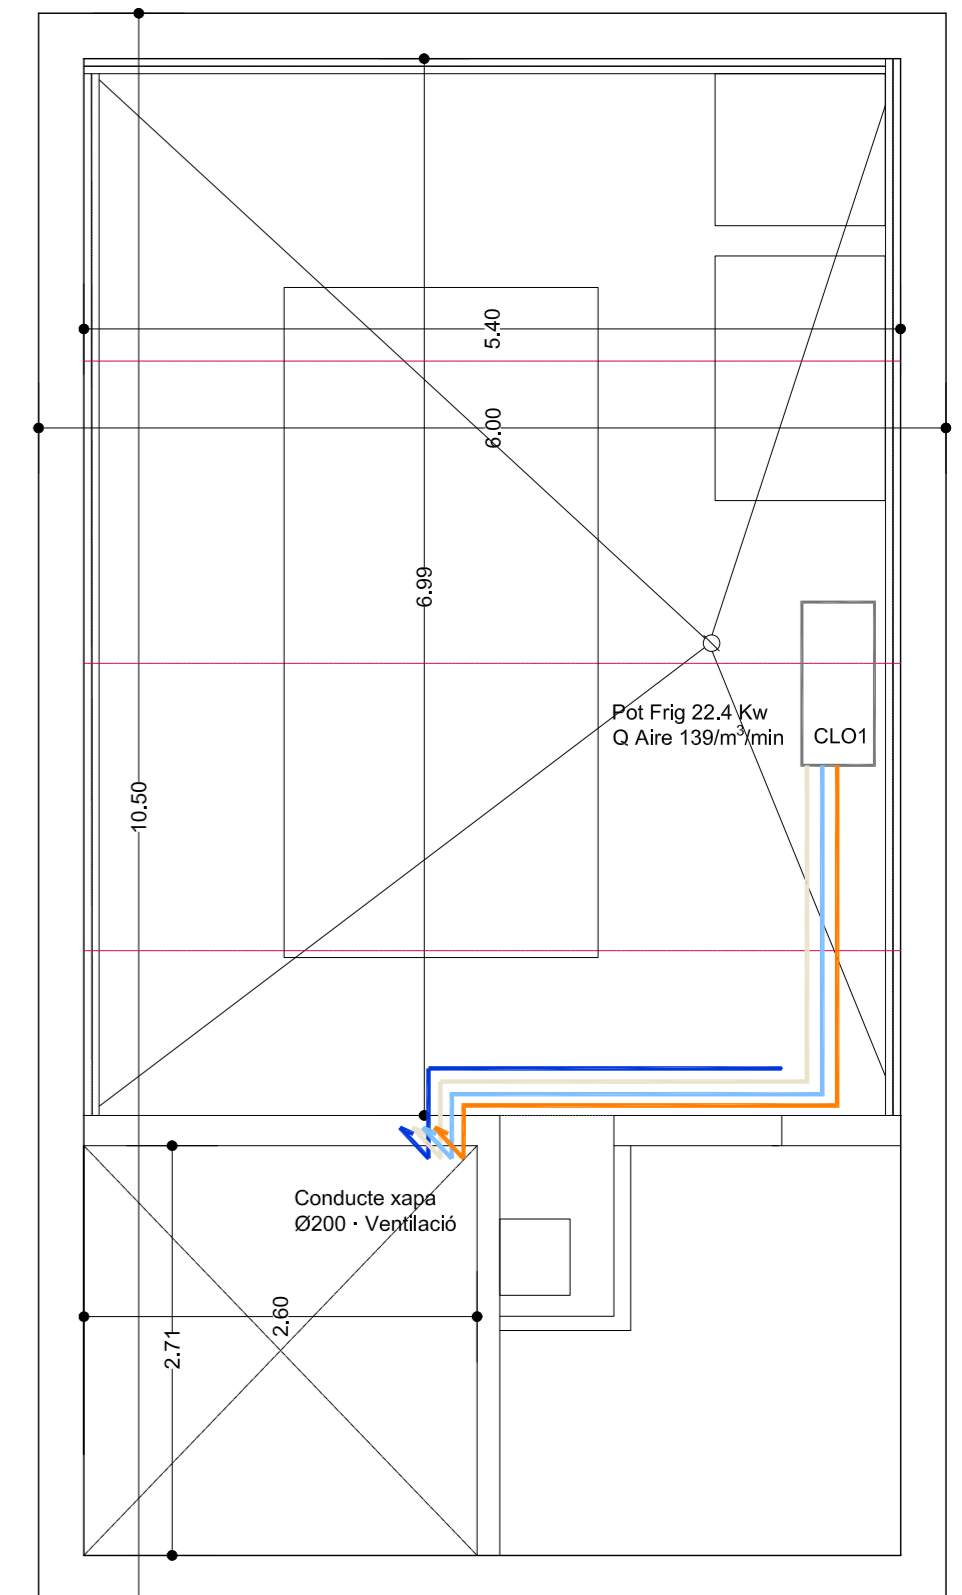 5.40
6.00
6.99
Pot Frig 22.4 Kw
Q Aire 139/m³/min
CLO1
10.50
Conducte xapa
Ø200 · Ventilació
2.60
2.71